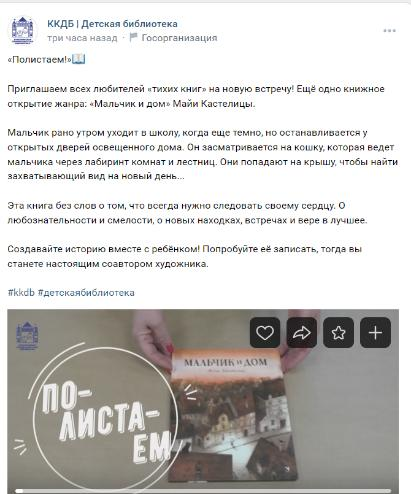 ККДБ | Детская библиотека
три часа назад · Госорганизация
«Полистаем!»📖
Приглашаем всех любителей «тихих книг» на новую встречу! Ещё одно книжное
открытие жанра: «Мальчик и дом» Майи Кастелицы.
Мальчик рано утром уходит в школу, когда еще темно, но останавливается у
открытых дверей освещенного дома. Он засматривается на кошку, которая ведет
мальчика через лабиринт комнат и лестниц. Они попадают на крышу, чтобы найти
захватывающий вид на новый день...
Эта книга без слов о том, что всегда нужно следовать своему сердцу. О
любознательности и смелости, о новых находках, встречах и вере в лучшее.
Создавайте историю вместе с ребёнком! Попробуйте её записать, тогда вы
станете настоящим соавтором художника.
#kkdb #детскаябиблиотека
МАЛЬЧИК И ДОМ
ПО-
ЛИСТА-
ЕМ